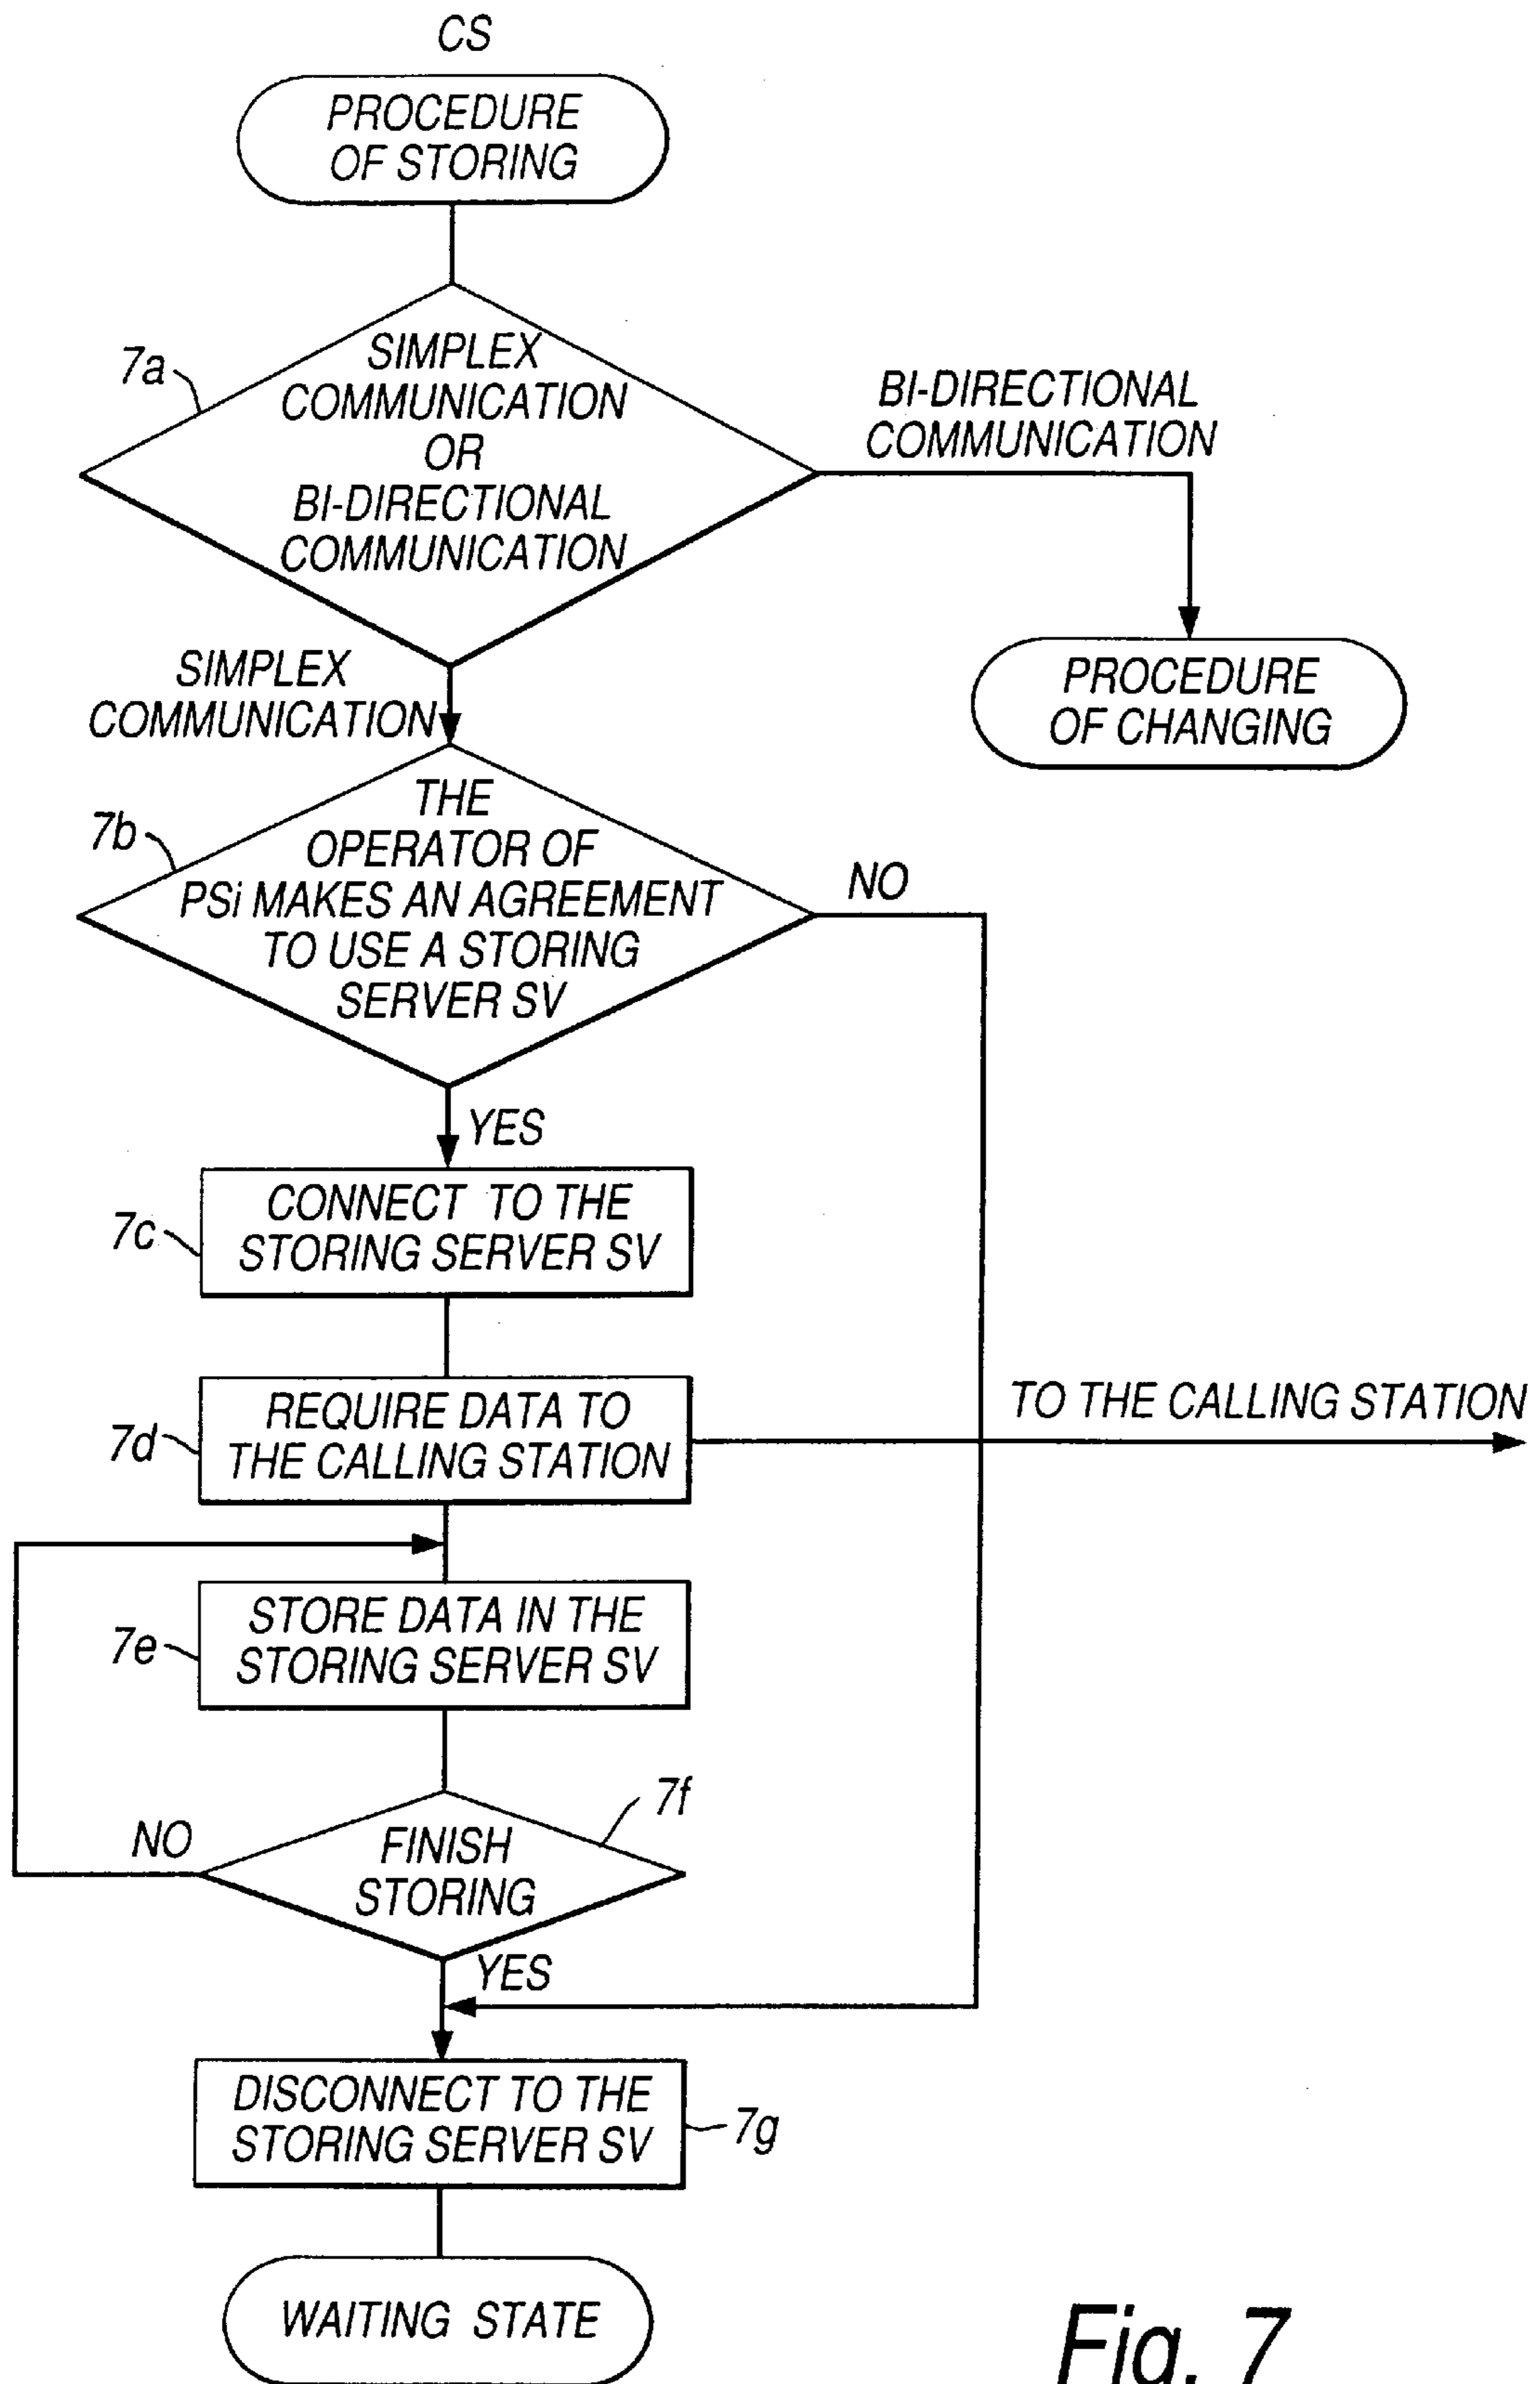 CS
PROCEDURE
OF STORING
7a
SIMPLEX
COMMUNICATION
OR
BI-DIRECTIONAL
COMMUNICATION
BI-DIRECTIONAL
COMMUNICATION
PROCEDURE
OF CHANGING
SIMPLEX
COMMUNICATION
7b
THE
OPERATOR OF
PSi MAKES AN AGREEMENT
TO USE A STORING
SERVER SV
NO
YES
7c
CONNECT TO THE
STORING SERVER SV
7d
REQUIRE DATA TO
THE CALLING STATION
TO THE CALLING STATION
7e
STORE DATA IN THE
STORING SERVER SV
7f
FINISH
STORING
NO
YES
DISCONNECT TO THE
STORING SERVER SV
7g
WAITING STATE
Fig. 7